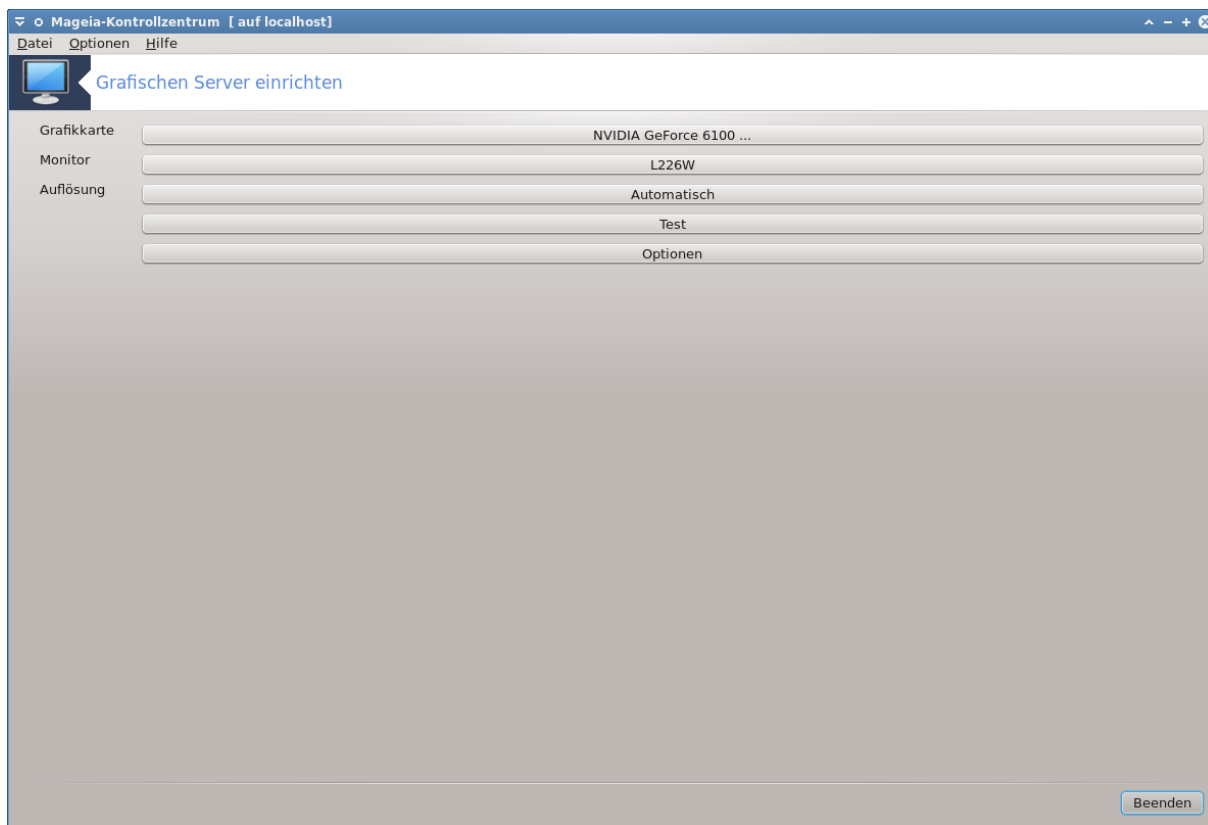 Mageia-Kontrollzentrum [ auf localhost]
Datei Optionen Hilfe
Grafischen Server einrichten
Grafikkarte NVIDIA GeForce 6100 ...
Monitor L226W
Auflösung Automatisch
Test
Optionen
Beenden